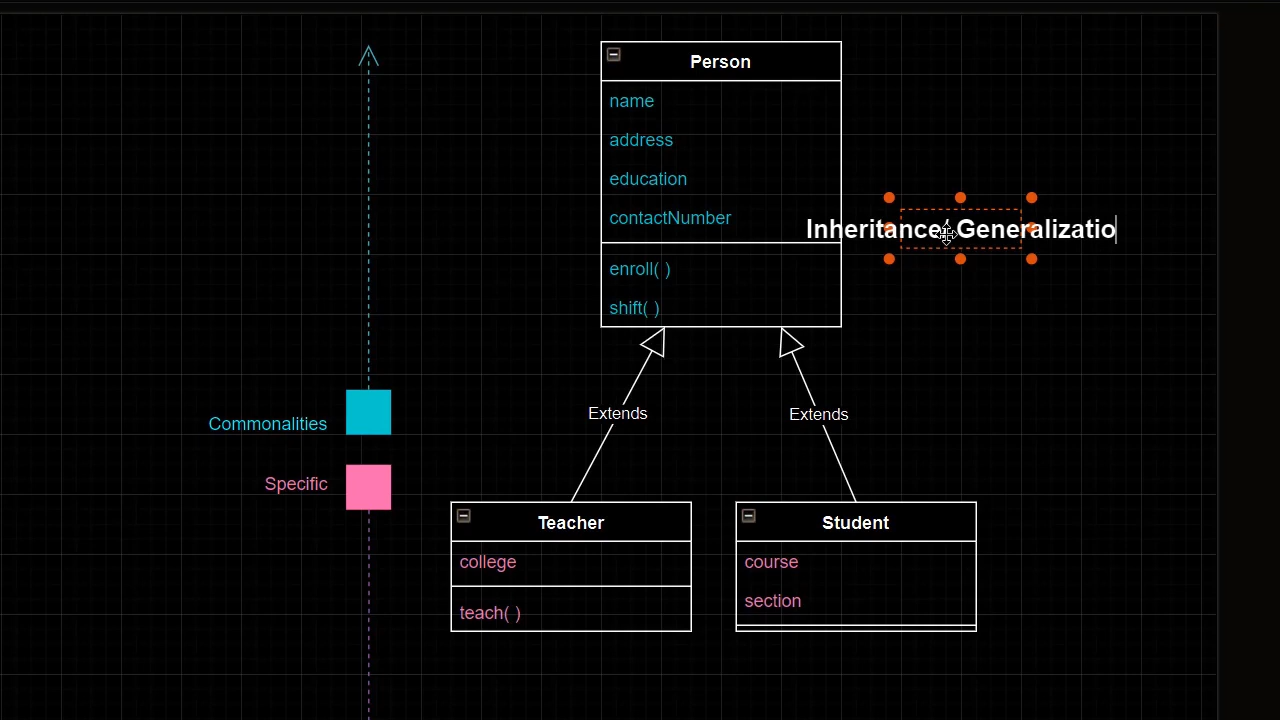 Person
name
address
education
contactNumber
Inheritance / Generalizatio
enroll( )
shift( )
Extends
Extends
Commonalities
Specific
Teacher
college
teach( )
Student
course
section